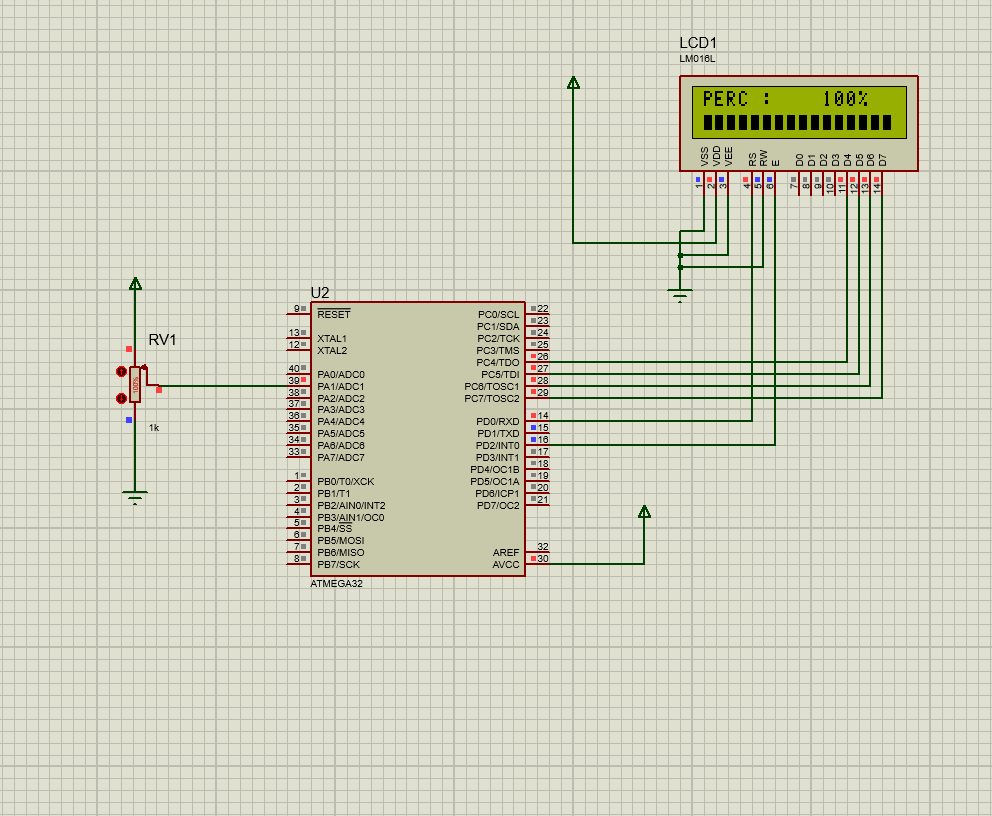 LCD1
LM016L
PERC : 100%
VSS VDD VEE RS RW E D0 D1 D2 D3 D4 D5 D6 D7
1 2 3 4 5 6 7 8 9 10 11 12 13 14
RV1
100%
1k
U2
9 RESET PC0/SCL 22
PC1/SDA 23
13 XTAL1 PC2/TCK 24
12 XTAL2 PC3/TMS 25
PC4/TDO 26
40 PA0/ADC0 PC5/TDI 27
39 PA1/ADC1 PC6/TOSC1 28
38 PA2/ADC2 PC7/TOSC2 29
37 PA3/ADC3
36 PA4/ADC4 PD0/RXD 14
35 PA5/ADC5 PD1/TXD 15
34 PA6/ADC6 PD2/INT0 16
33 PA7/ADC7 PD3/INT1 17
PD4/OC1B 18
1 PB0/T0/XCK PD5/OC1A 19
2 PB1/T1 PD6/ICP1 20
3 PB2/AIN0/INT2 PD7/OC2 21
4 PB3/AIN1/OC0
5 PB4/SS
6 PB5/MOSI
7 PB6/MISO AREF 32
8 PB7/SCK AVCC 30
ATMEGA32